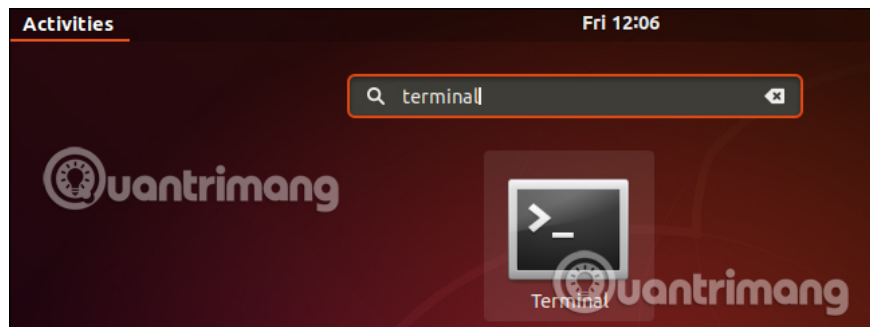 Activities
Fri 12:06
terminal
Quantrimang
Terminal
Quantrimang